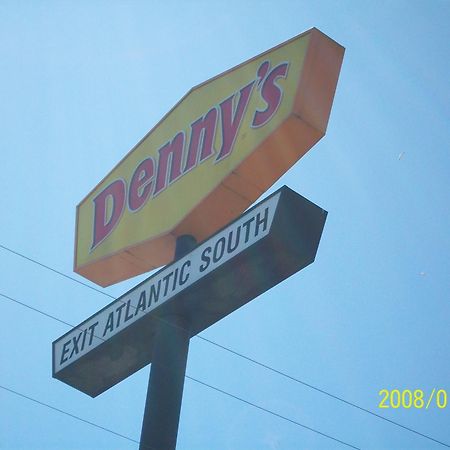 Denny's
EXIT ATLANTIC SOUTH
2008/0